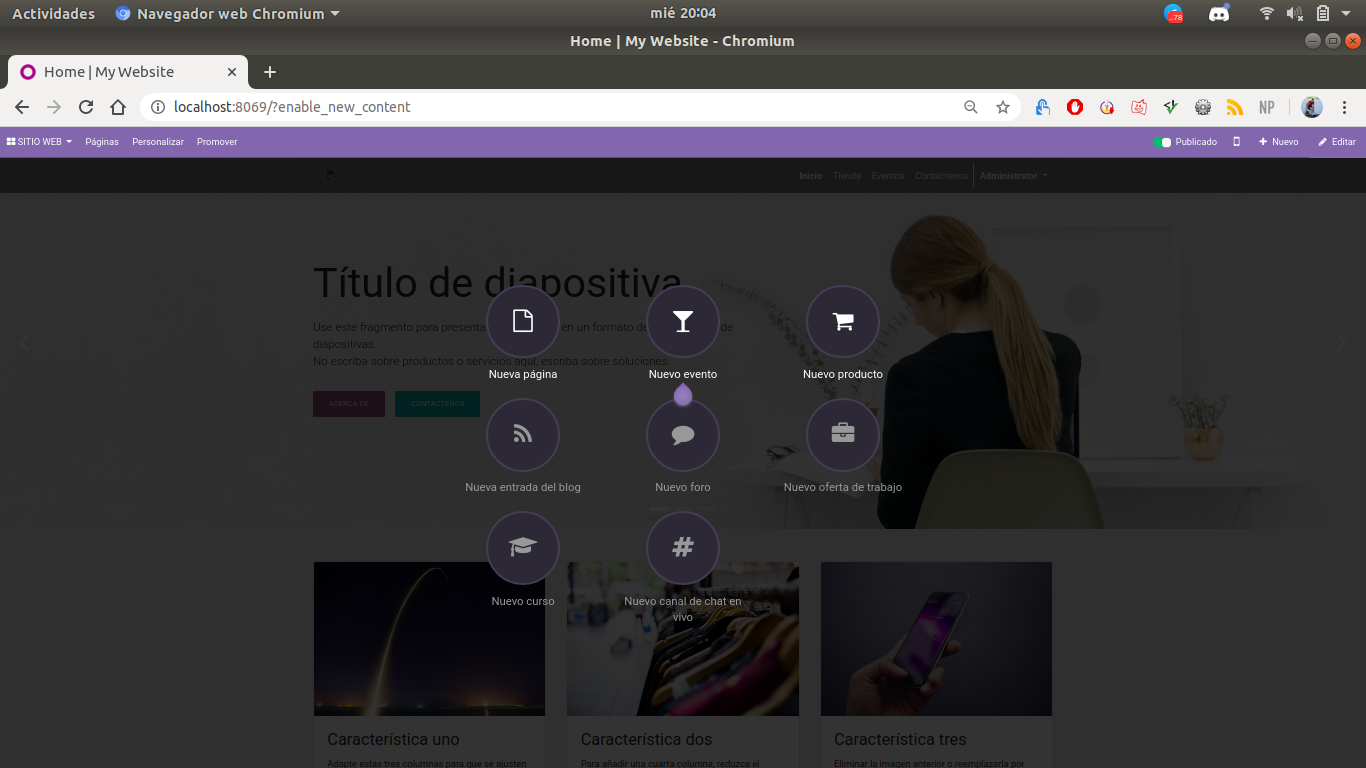 Actividades
Navegador web Chromium
mié 20:04
78
Home | My Website - Chromium
Home | My Website
localhost:8069/?enable_new_content
NP
SITIO WEB
Páginas
Personalizar
Promover
Publicado
Nuevo
Editar
Inicio
Tienda
Eventos
Contáctenos
Administrator
Título de diapositiva
Use este fragmento para presenta
en un formato de
de
diapositivas.
No escriba sobre productos o servicios aquí, escriba sobre soluciones.
ACERCA DE
CONTÁCTENOS
Nueva página
Nuevo evento
Nuevo producto
Nueva entrada del blog
Nuevo foro
Nuevo oferta de trabajo
Nuevo curso
Nuevo canal de chat en
vivo
Característica uno
Característica dos
Característica tres
Adapte estas tres columnas para que se ajusten
Para añadir una cuarta columna, reduzca el
Eliminar la imagen anterior o reemplazarla por